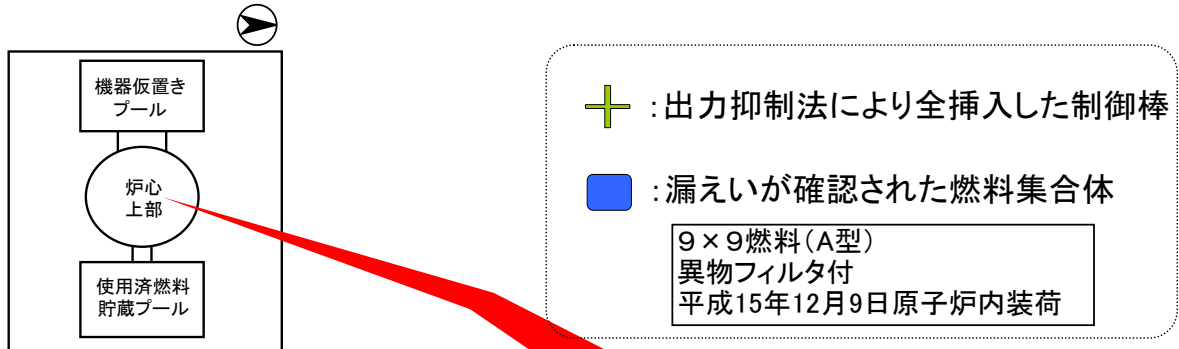 機器仮置き
プール
炉心
上部
使用済燃料
貯蔵プール
:出力抑制法により全挿入した制御棒
:漏えいが確認された燃料集合体
９×９燃料(A型)
異物フィルタ付
平成15年12月9日原子炉内装荷